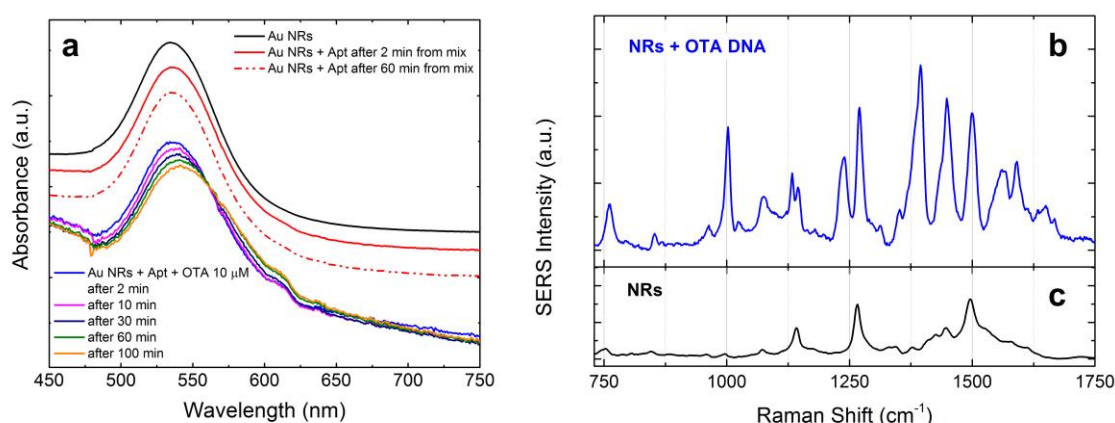 a
Au NRs
Au NRs + Apt after 2 min from mix
Au NRs + Apt after 60 min from mix
Absorbance (a.u.)
Au NRs + Apt + OTA 10 μM
after 2 min
after 10 min
after 30 min
after 60 min
after 100 min
450 500 550 600 650 700 750
Wavelength (nm)
NRs + OTA DNA
b
SERS Intensity (a.u.)
NRs
c
750 1000 1250 1500 1750
Raman Shift (cm⁻¹)